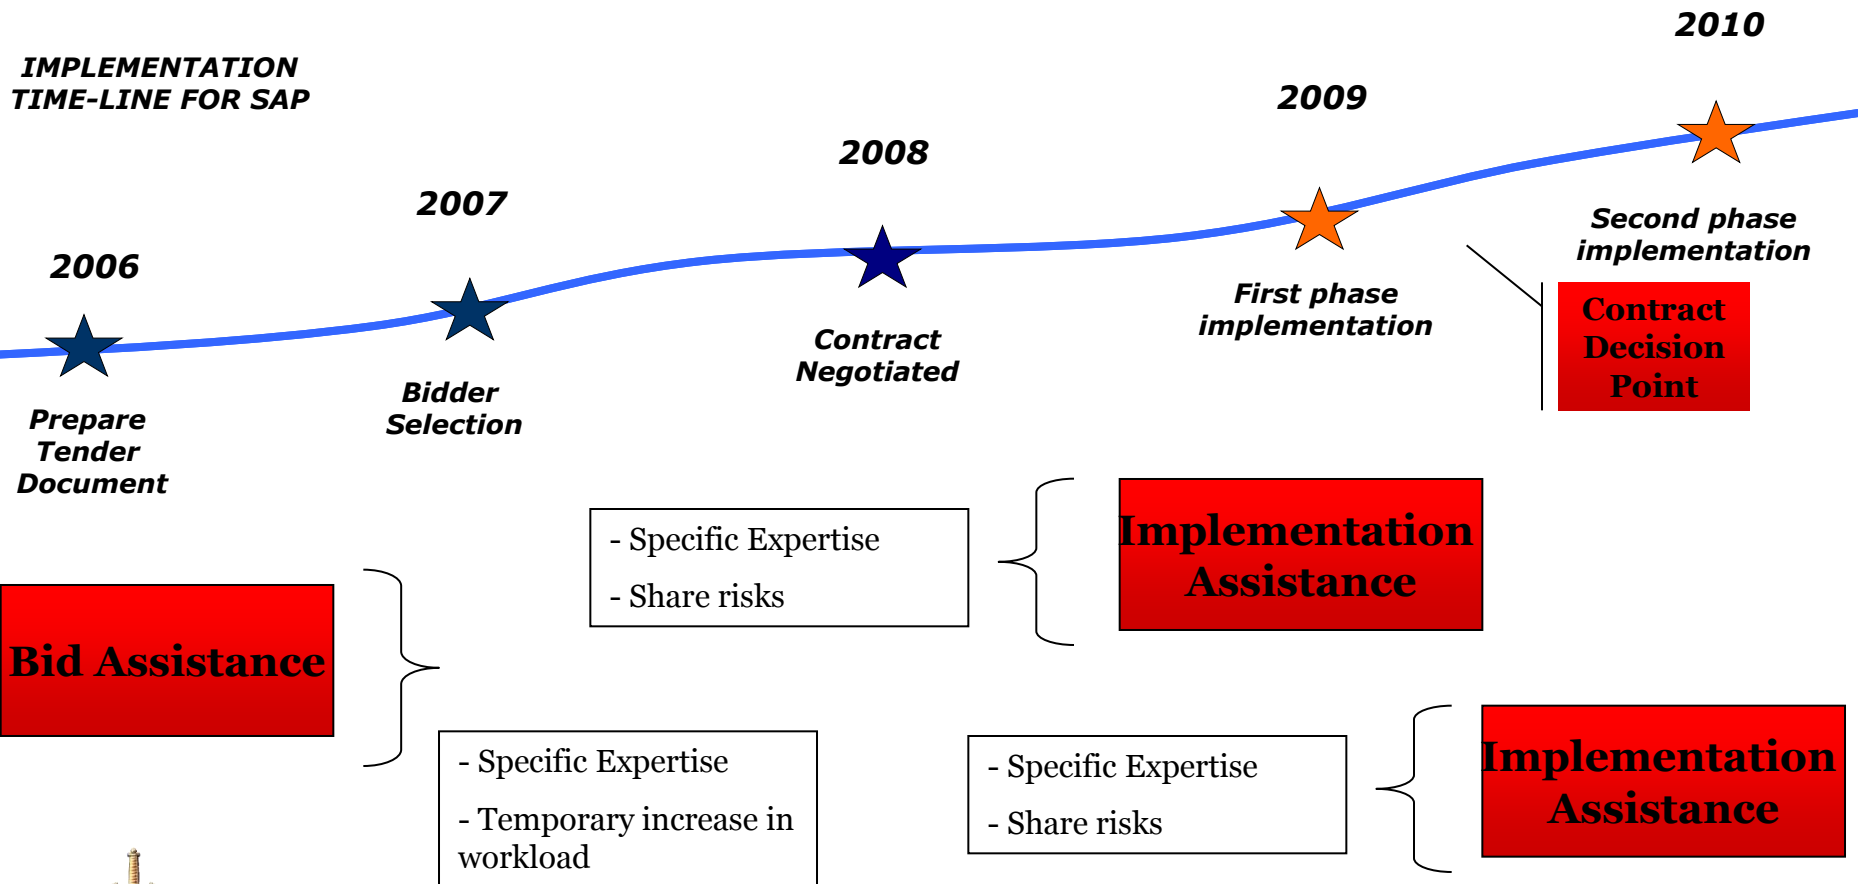 IMPLEMENTATION
TIME-LINE FOR SAP
2006
2007
2008
2009
2010
Prepare
Tender
Document
Bidder
Selection
Contract
Negotiated
First phase
implementation
Second phase
implementation
Contract
Decision
Point
- Specific Expertise
- Share risks
Implementation
Assistance
Bid Assistance
- Specific Expertise
- Temporary increase in
workload
- Specific Expertise
- Share risks
Implementation
Assistance